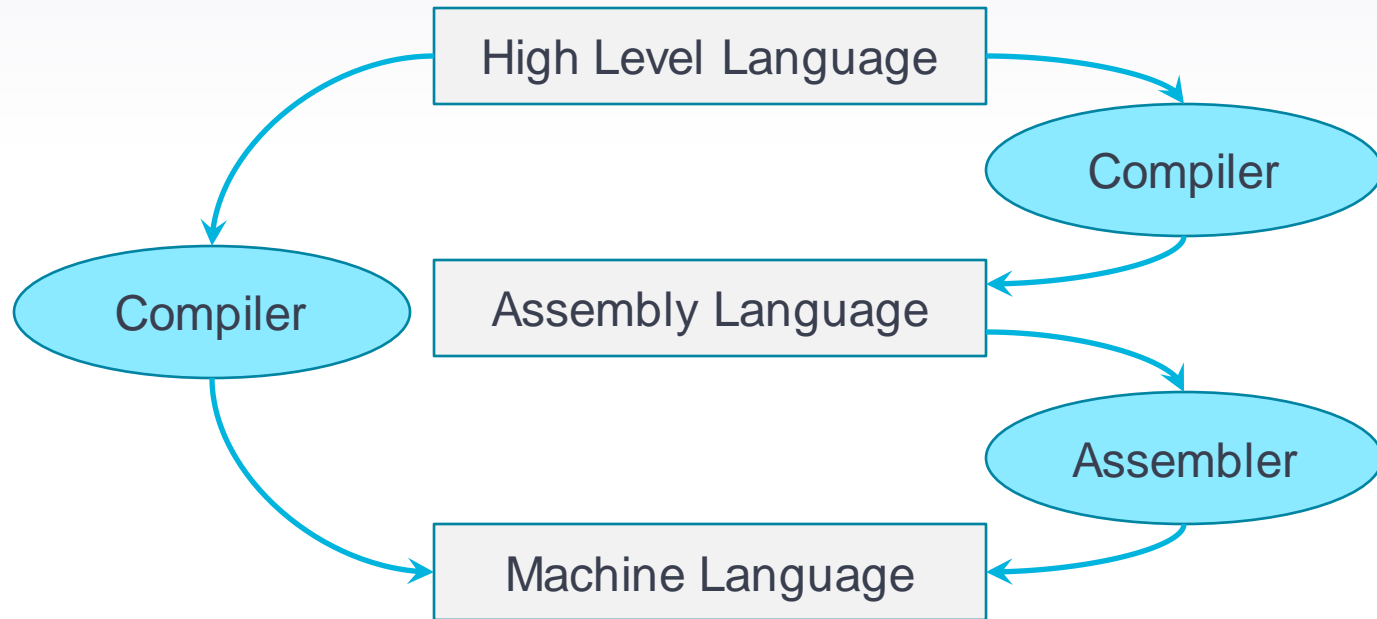 High Level Language
Compiler
Compiler
Assembly Language
Assembler
Machine Language